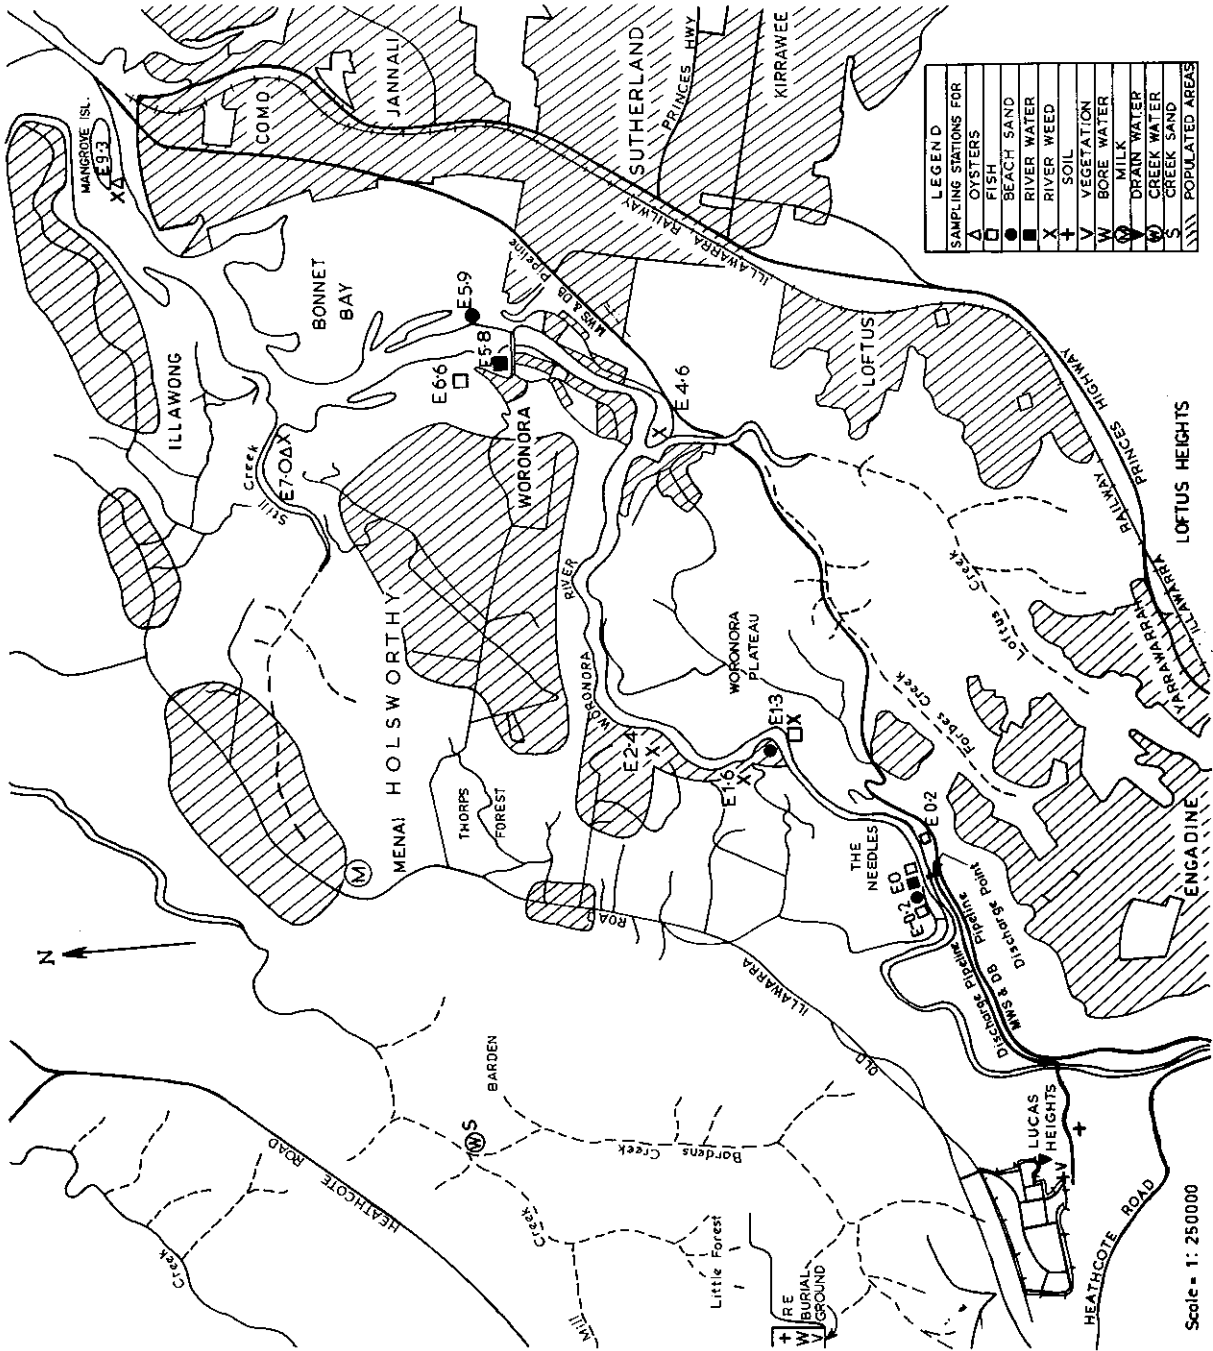 N
MANGROVE ISL.
E9·3
X
ILLAWONG
COMO
JANNALI
SUTHERLAND
PRINCES HWY
KIRRAWEE
BONNET
BAY
Still Creek
E7·0
X
E5·9
E5·8
E6·6
MWS & DB Pipeline
ILLAWARRA RAILWAY
WORONORA
HOLSWORTHY
E4·6
X
LOFTUS
PRINCES HIGHWAY
ILLAWARRA RAILWAY
LOFTUS HEIGHTS
WORONORA RIVER
WORONORA
PLATEAU
Loftus Creek
Forbes Creek
YARRAWARRAH
MENAI
M
THORPS
FOREST
E2·4
X
E1·6
X
E1·3
X
THE
NEEDLES
E-0·2
E0
E0·2
Discharge Pipeline
MWS & DB Pipeline
Discharge Point
ENGADINE
OLD ILLAWARRA ROAD
HEATHCOTE ROAD
BARDEN
W S
Bardens Creek
Mill Creek
Creek
Little Forest
+ RE
W BURIAL
V GROUND
LUCAS
HEIGHTS
+
+ V
HEATHCOTE ROAD
Scale = 1: 250000
LEGEND
SAMPLING STATIONS FOR
△ OYSTERS
□ FISH
● BEACH SAND
■ RIVER WATER
X RIVER WEED
+ SOIL
V VEGETATION
W BORE WATER
M MILK
▼ DRAIN WATER
W CREEK WATER
S CREEK SAND
POPULATED AREAS